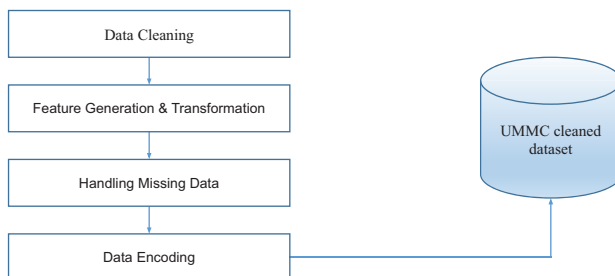 Data Cleaning
Feature Generation & Transformation
Handling Missing Data
Data Encoding
UMMC cleaned
dataset